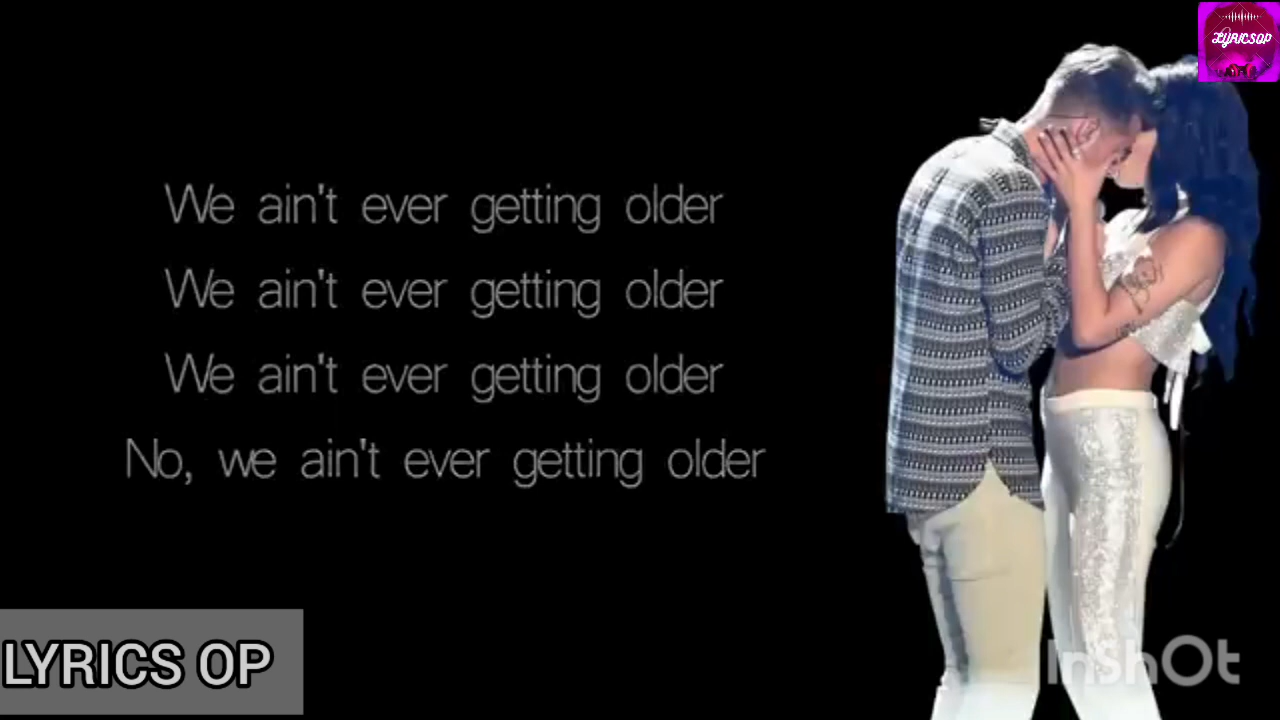 LYRICSOP
We ain't ever getting older
We ain't ever getting older
We ain't ever getting older
No, we ain't ever getting older
LYRICS OP
InShOt